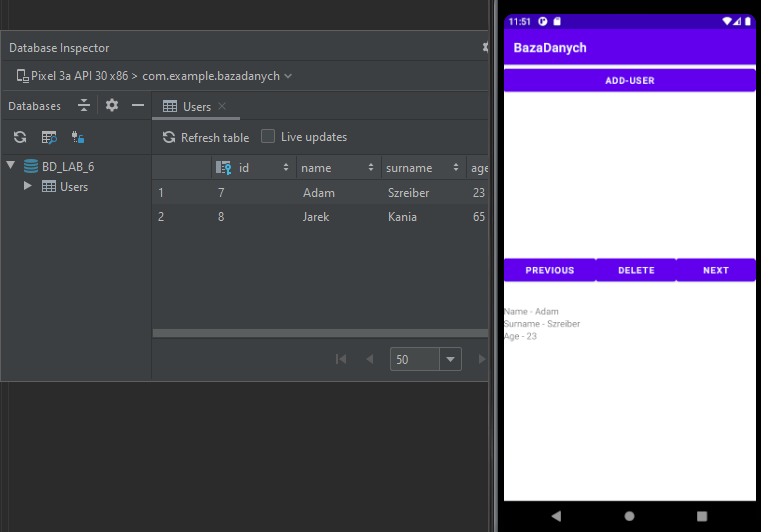 Database Inspector
Pixel 3a API 30 x86 > com.example.bazadanych
Databases
Users
Refresh table
Live updates
BD_LAB_6
Users
id name surname age
1 7 Adam Szreiber 23
2 8 Jarek Kania 65
50
11:51
BazaDanych
ADD-USER
PREVIOUS DELETE NEXT
Name - Adam
Surname - Szreiber
Age - 23